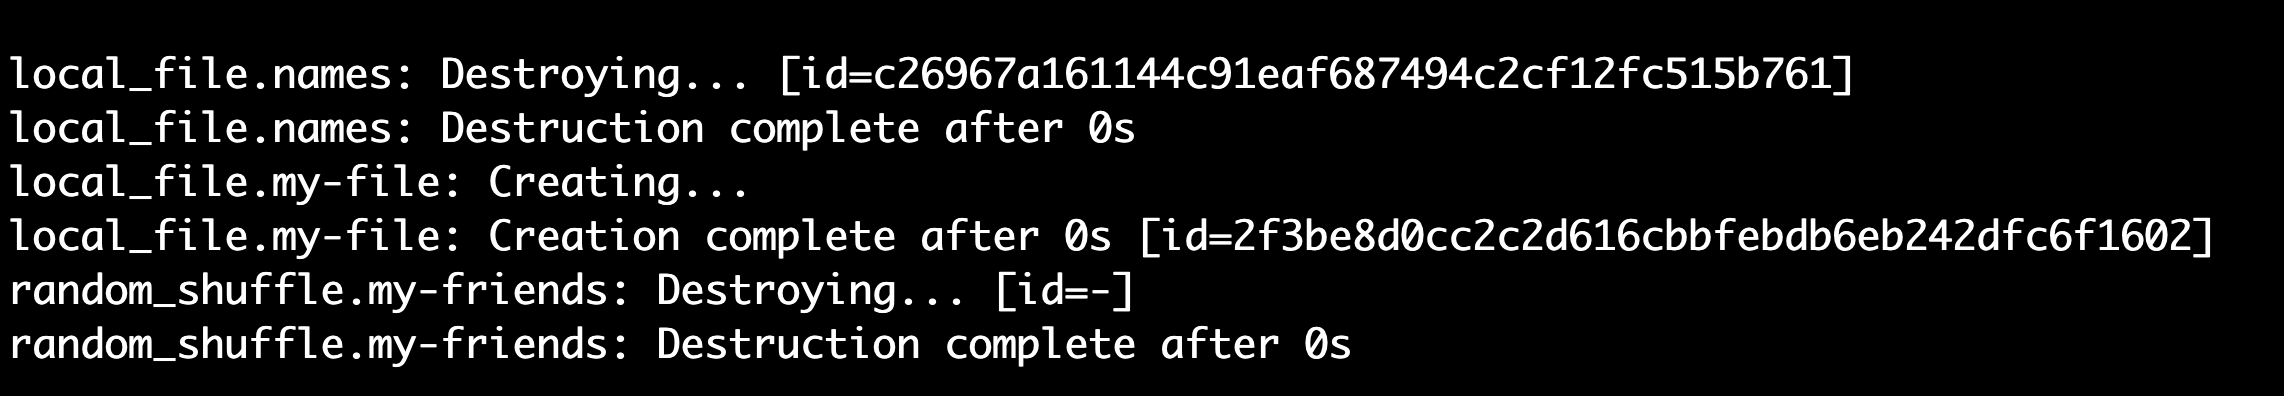 local_file.names: Destroying... [id=c26967a161144c91eaf687494c2cf12fc515b761]
local_file.names: Destruction complete after 0s
local_file.my-file: Creating...
local_file.my-file: Creation complete after 0s [id=2f3be8d0cc2c2d616cbbfebdb6eb242dfc6f1602]
random_shuffle.my-friends: Destroying... [id=-]
random_shuffle.my-friends: Destruction complete after 0s